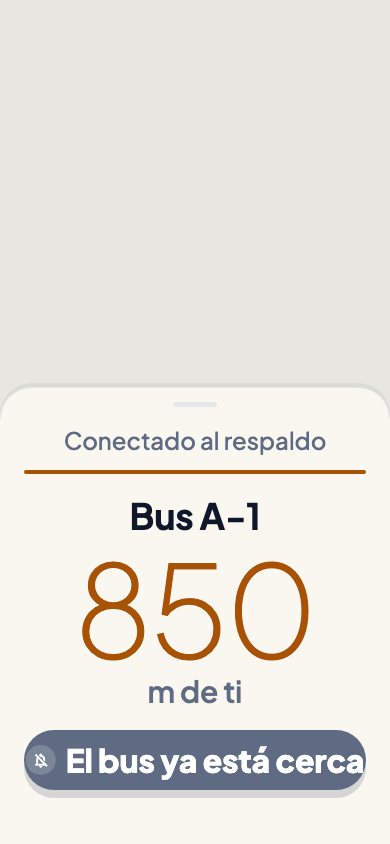 Conectado al respaldo
Bus A–1
850
m de ti
El bus ya está cerca